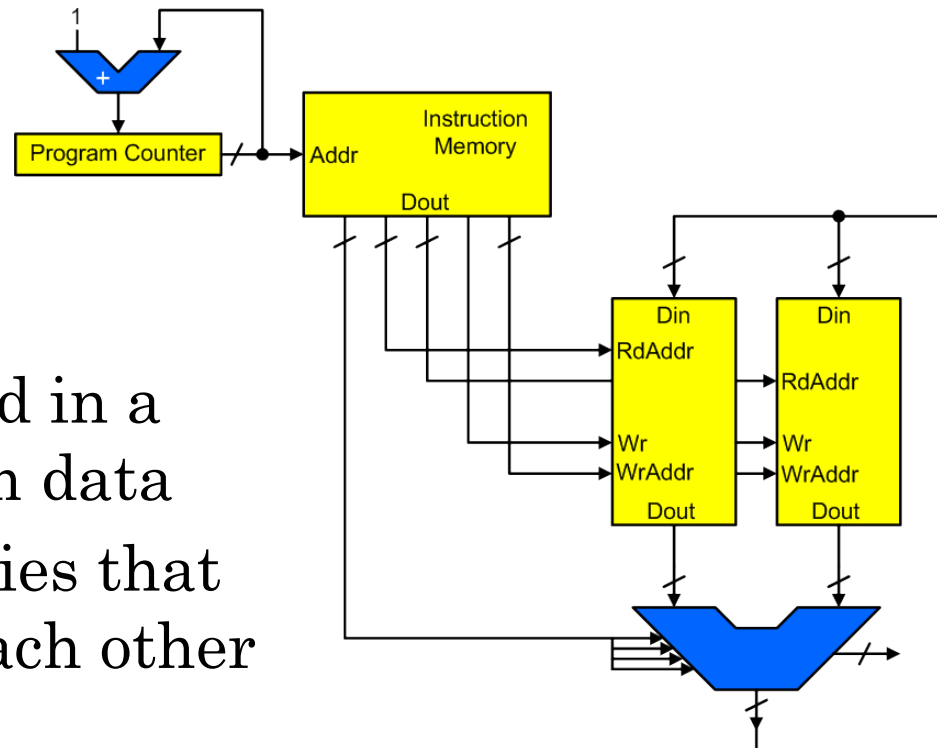 1
+
Program Counter
Instruction
Memory
Addr
Dout
Din
Din
RdAddr
RdAddr
Wr
Wr
WrAddr
WrAddr
Dout
Dout
d in a
data
ies that
ach other